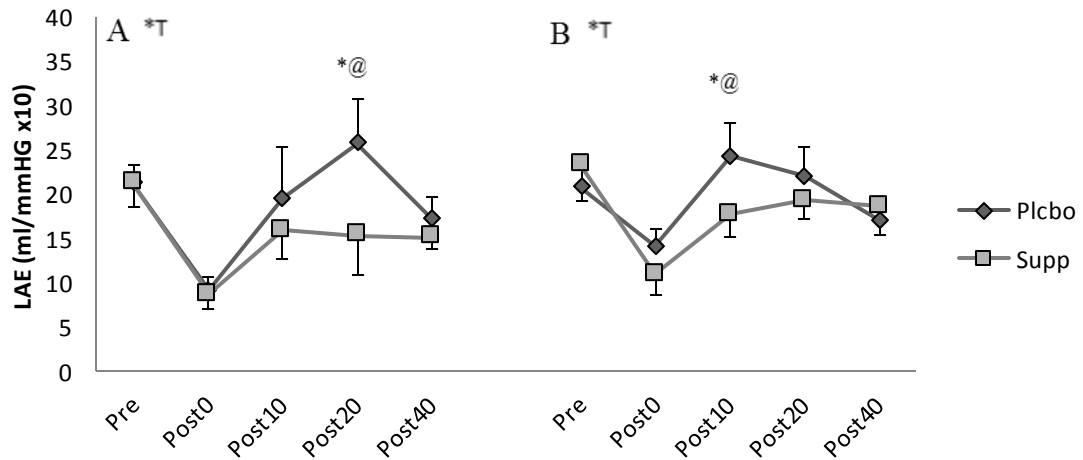 A *T
B *T
*@
*@
LAE (ml/mmHG x10)
40
35
30
25
20
15
10
5
0
Pre
Post0
Post10
Post20
Post40
Pre
Post0
Post10
Post20
Post40
Plcbo
Supp